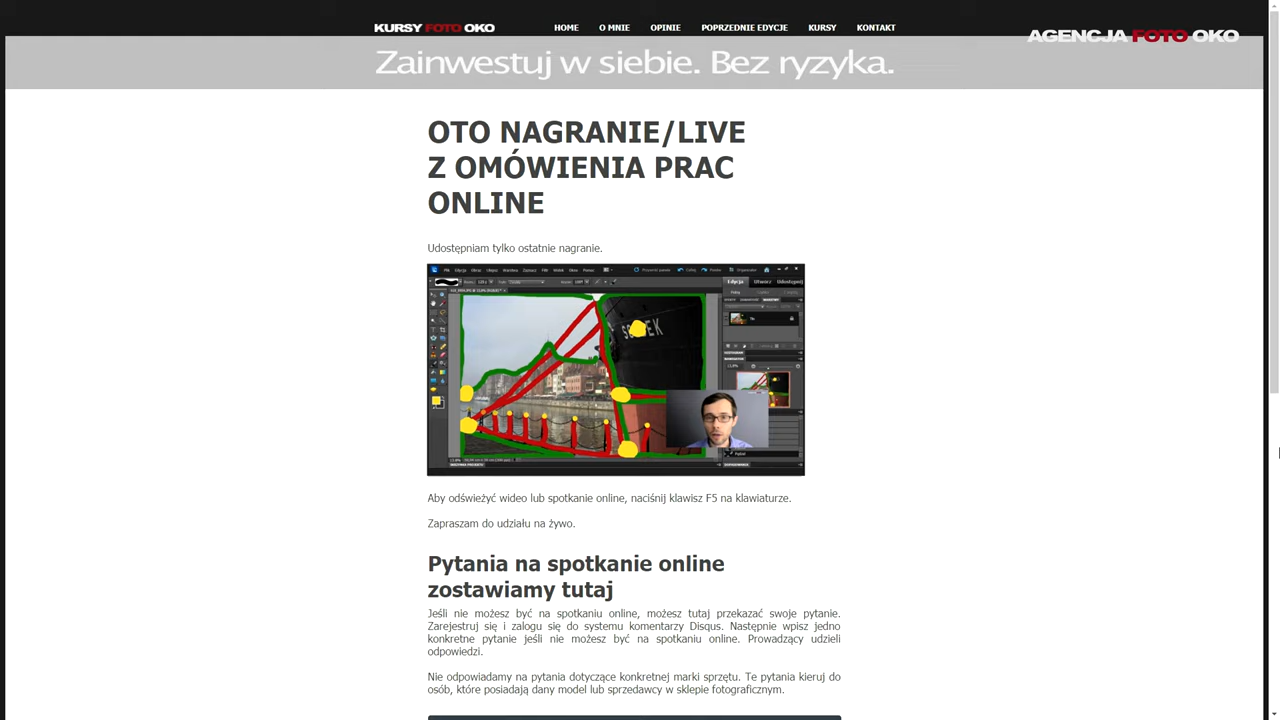 KURSY FOTO OKO
HOME
O MNIE
OPINIE
POPRZEDNIE EDYCJE
KURSY
KONTAKT
AGENCJA FOTO OKO
Zainwestuj w siebie. Bez ryzyka.
OTO NAGRANIE/LIVE
Z OMÓWIENIA PRAC
ONLINE
Udostępniam tylko ostatnie nagranie.
Aby odświeżyć wideo lub spotkanie online, naciśnij klawisz F5 na klawiaturze.
Zapraszam do udziału na żywo.
Pytania na spotkanie online
zostawiamy tutaj
Jeśli nie możesz być na spotkaniu online, możesz tutaj przekazać swoje pytanie.
Zarejestruj się i zalogu się do systemu komentarzy Disqus. Następnie wpisz jedno
konkretne pytanie jeśli nie możesz być na spotkaniu online. Prowadzący udzieli
odpowiedzi.
Nie odpowiadamy na pytania dotyczące konkretnej marki sprzętu. Te pytania kieruj do
osób, które posiadają dany model lub sprzedawcy w sklepie fotograficznym.